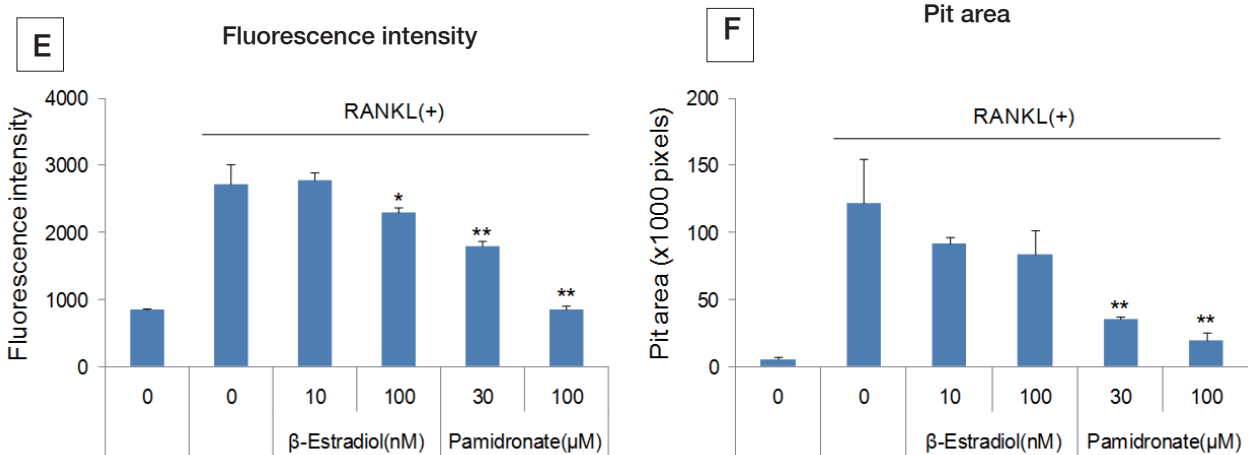 E
Fluorescence intensity
4000
3000
2000
1000
0
Fluorescence intensity
RANKL(+)
*
**
**
0 0 10 100 30 100
β-Estradiol(nM) Pamidronate(µM)
F
Pit area
200
150
100
50
0
Pit area (x1000 pixels)
RANKL(+)
**
**
0 0 10 100 30 100
β-Estradiol(nM) Pamidronate(µM)